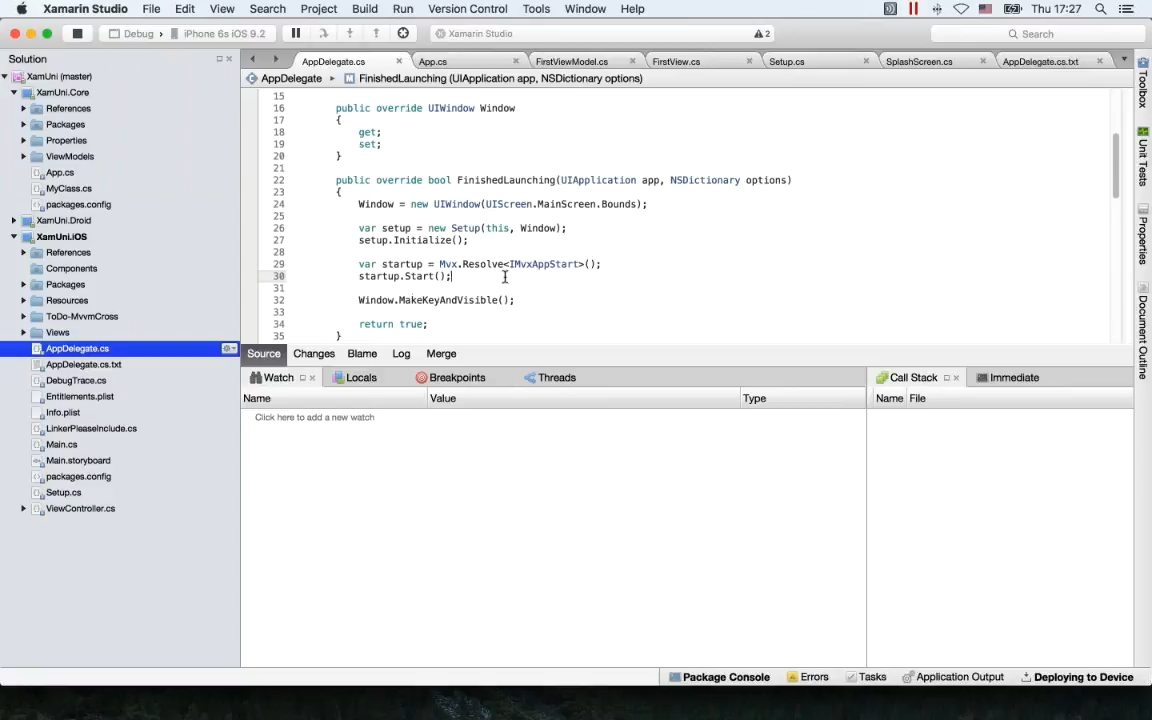 Xamarin Studio File Edit View Search Project Build Run Version Control Tools Window Help Thu 17:27
Debug › iPhone 6s iOS 9.2 Xamarin Studio 2 Search
Solution
XamUni (master)
XamUni.Core
References
Packages
Properties
ViewModels
App.cs
MyClass.cs
packages.config
XamUni.Droid
XamUni.iOS
References
Components
Packages
Resources
ToDo-MvvmCross
Views
AppDelegate.cs
AppDelegate.cs.txt
DebugTrace.cs
Entitlements.plist
Info.plist
LinkerPleaseInclude.cs
Main.cs
Main.storyboard
packages.config
Setup.cs
ViewController.cs
AppDelegate.cs App.cs FirstViewModel.cs FirstView.cs Setup.cs SplashScreen.cs AppDelegate.cs.txt
AppDelegate FinishedLaunching (UIApplication app, NSDictionary options)
15
16 public override UIWindow Window
17 {
18 get;
19 set;
20 }
21
22 public override bool FinishedLaunching(UIApplication app, NSDictionary options)
23 {
24 Window = new UIWindow(UIScreen.MainScreen.Bounds);
25
26 var setup = new Setup(this, Window);
27 setup.Initialize();
28
29 var startup = Mvx.Resolve<IMvxAppStart>();
30 startup.Start();
31
32 Window.MakeKeyAndVisible();
33
34 return true;
35 }
Source Changes Blame Log Merge
Watch Locals Breakpoints Threads
Name Value Type
Click here to add a new watch
Call Stack Immediate
Name File
Toolbox
Unit Tests
Properties
Document Outline
Package Console Errors Tasks Application Output Deploying to Device